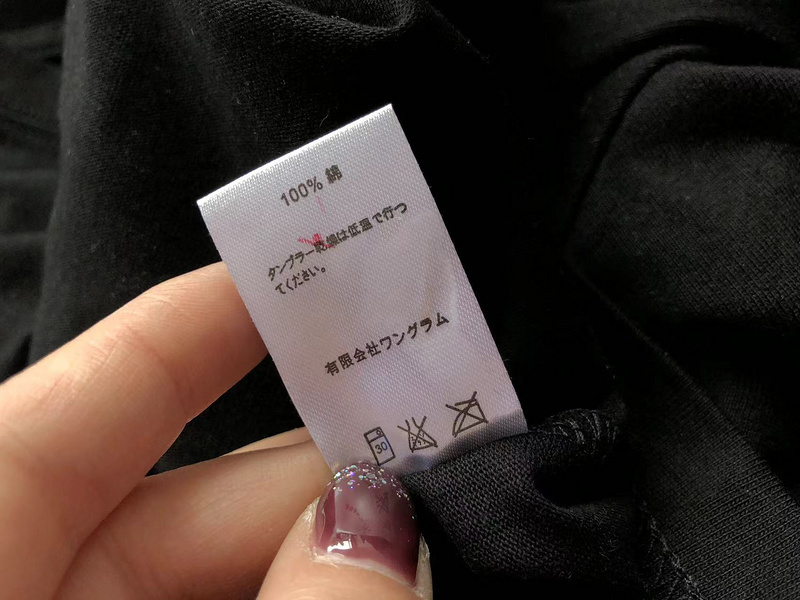 100% 綿
タンブラー乾燥は低温で行っ
てください。
有限会社ワングラム
30